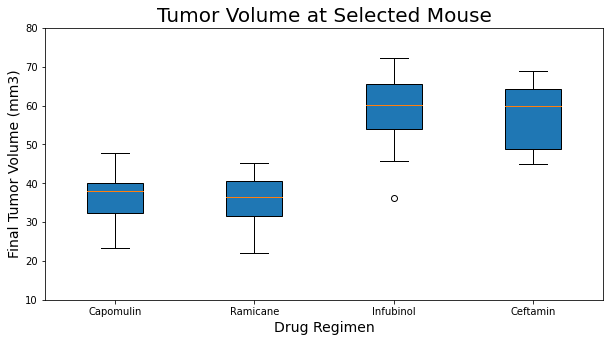 Tumor Volume at Selected Mouse
Final Tumor Volume (mm3)
80
70
60
50
40
30
20
10
Capomulin Ramicane Infubinol Ceftamin
Drug Regimen